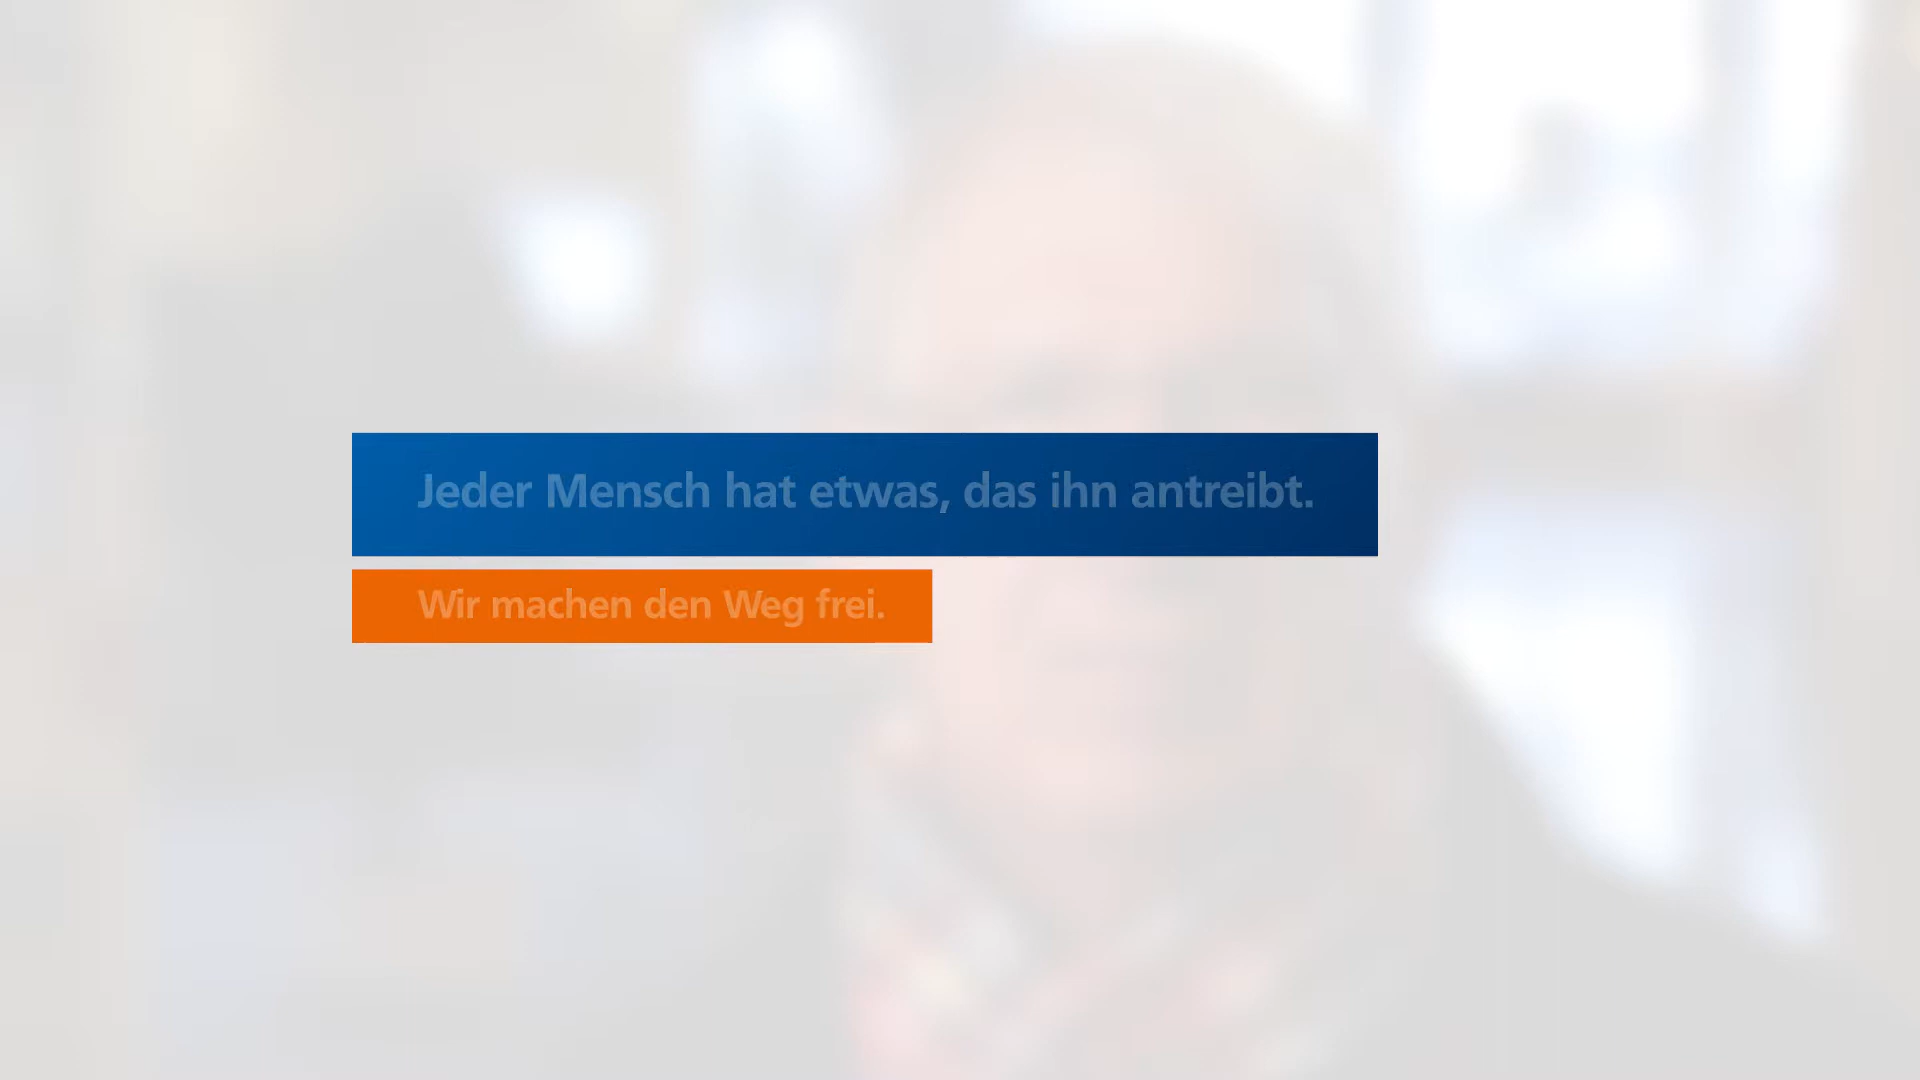 Jeder Mensch hat etwas, das ihn antreibt.
Wir machen den Weg frei.